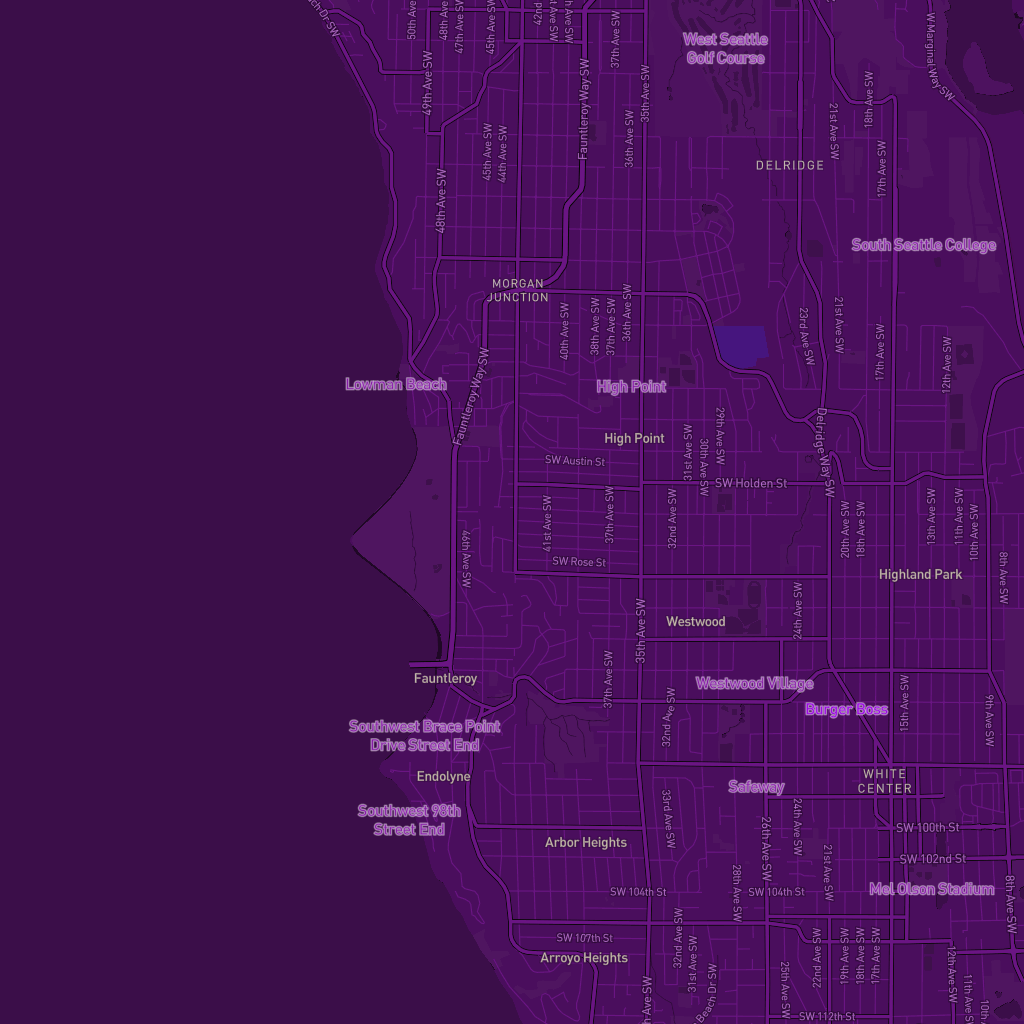 Beach Dr SW
50th Ave SW
48th Ave SW
47th Ave SW
45th Ave SW
37th Ave SW
West Seattle
Golf Course
W Marginal Way SW
49th Ave SW
Fauntleroy Way SW
35th Ave SW
18th Ave SW
21st Ave SW
45th Ave SW
44th Ave SW
36th Ave SW
17th Ave SW
DELRIDGE
48th Ave SW
South Seattle College
MORGAN
JUNCTION
40th Ave SW
38th Ave SW
37th Ave SW
36th Ave SW
23rd Ave SW
21st Ave SW
17th Ave SW
12th Ave SW
Lowman Beach
Fauntleroy Way SW
High Point
High Point
31st Ave SW
30th Ave SW
29th Ave SW
Delridge Way SW
SW Austin St
SW Holden St
41st Ave SW
37th Ave SW
32nd Ave SW
20th Ave SW
18th Ave SW
13th Ave SW
11th Ave SW
10th Ave SW
46th Ave SW
SW Rose St
8th Ave SW
Highland Park
24th Ave SW
35th Ave SW
Westwood
Fauntleroy
37th Ave SW
Westwood Village
32nd Ave SW
Burger Boss
15th Ave SW
9th Ave SW
Southwest Brace Point
Drive Street End
Endolyne
WHITE
CENTER
Safeway
Southwest 98th
Street End
33rd Ave SW
26th Ave SW
24th Ave SW
SW 100th St
Arbor Heights
21st Ave SW
SW 102nd St
28th Ave SW
SW 104th St
SW 104th St
Mel Olson Stadium
8th Ave SW
SW 107th St
32nd Ave SW
31st Ave SW
22nd Ave SW
19th Ave SW
18th Ave SW
17th Ave SW
Arroyo Heights
25th Ave SW
12th Ave SW
11th Ave SW
Beach Dr SW
SW 112th St